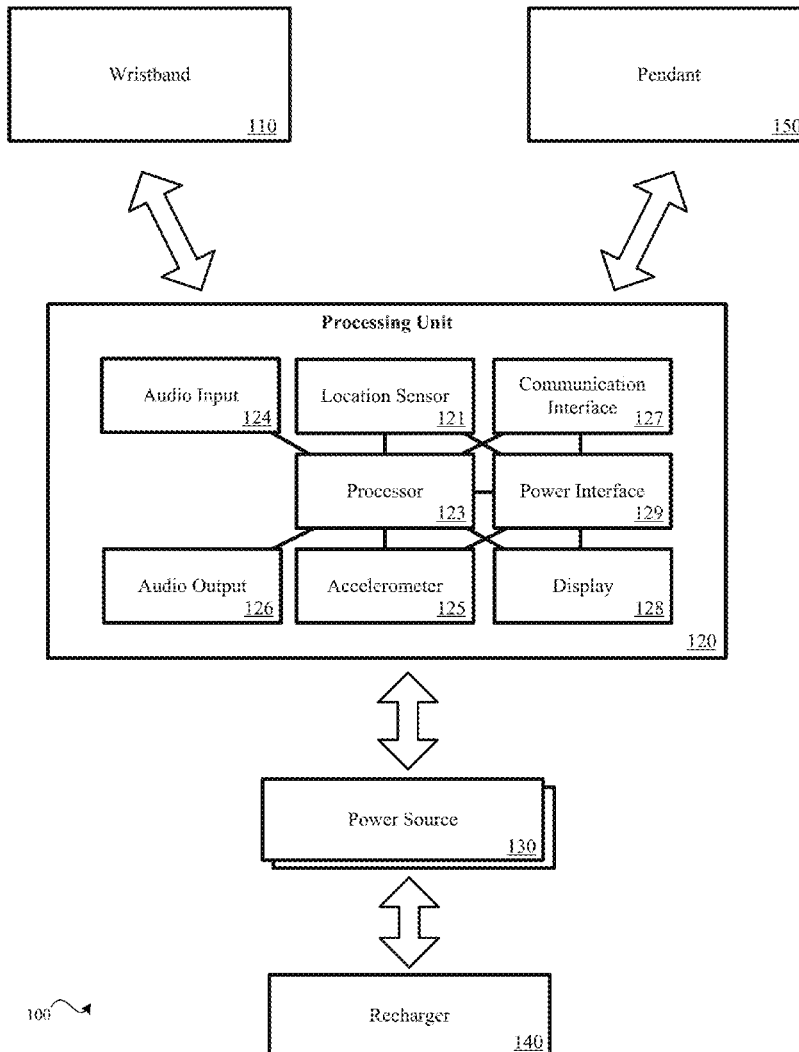 Wristband
110
Pendant
150
Processing Unit
Audio Input
124
Location Sensor
121
Communication
Interface
127
Processor
123
Power Interface
129
Audio Output
126
Accelerometer
125
Display
128
120
Power Source
130
100
Recharger
140